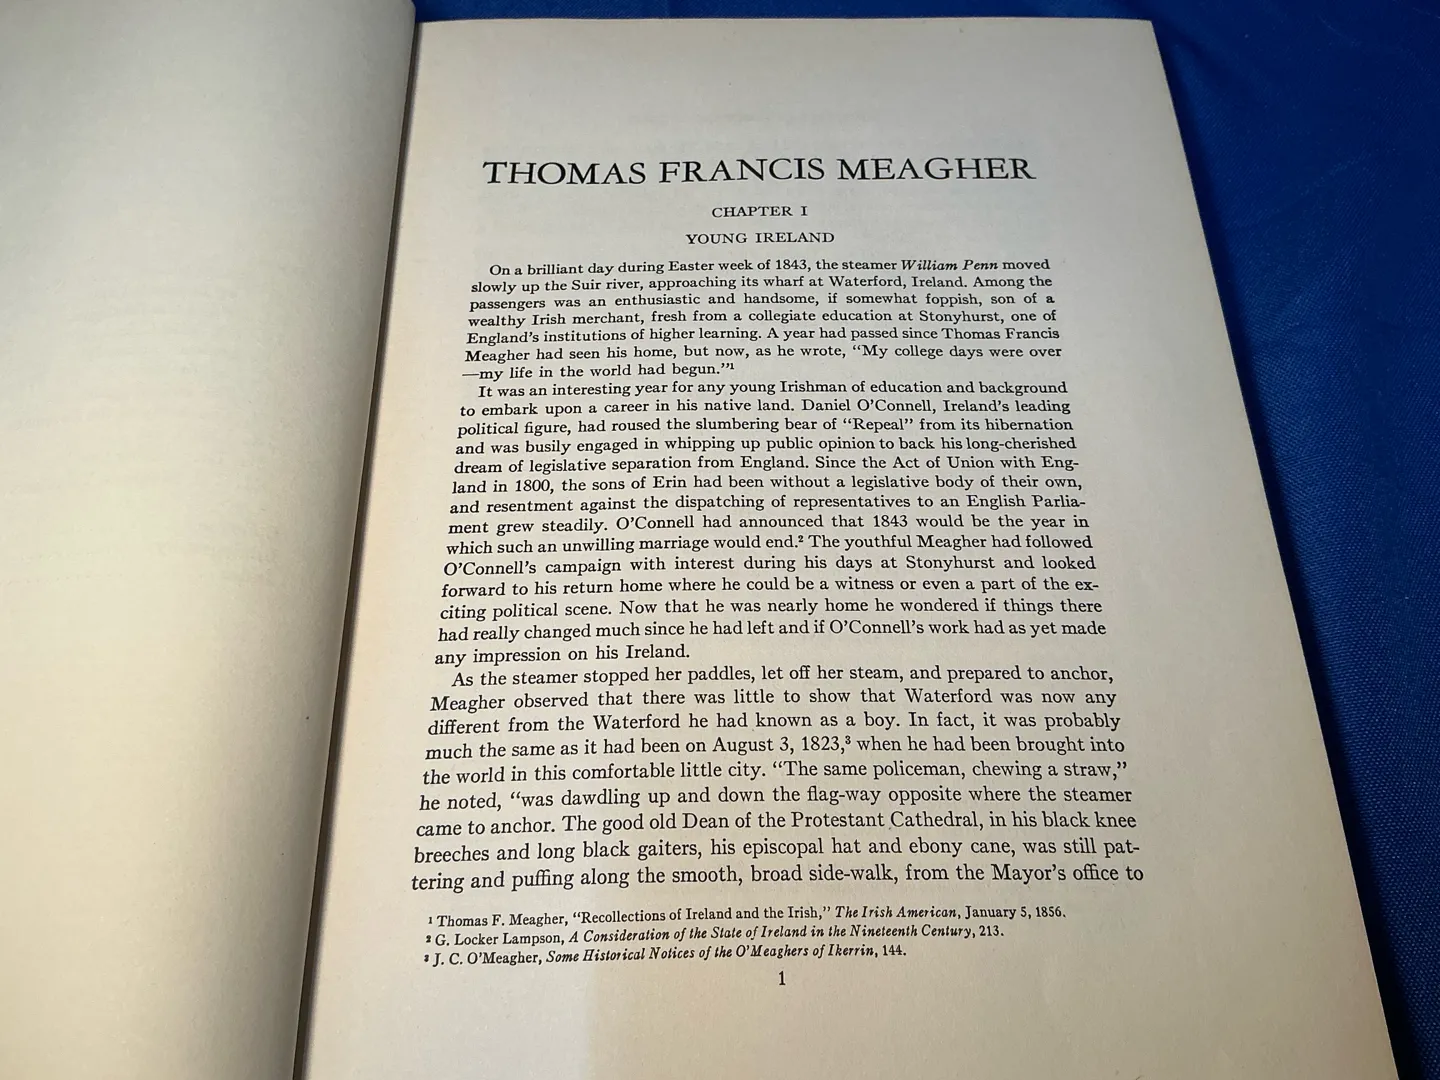 THOMAS FRANCIS MEAGHER
CHAPTER I
YOUNG IRELAND
On a brilliant day during Easter week of 1843, the steamer William Penn moved
slowly up the Suir river, approaching its wharf at Waterford, Ireland. Among the
passengers was an enthusiastic and handsome, if somewhat foppish, son of a
wealthy Irish merchant, fresh from a collegiate education at Stonyhurst, one of
England's institutions of higher learning. A year had passed since Thomas Francis
Meagher had seen his home, but now, as he wrote, “My college days were over
—my life in the world had begun.”¹
It was an interesting year for any young Irishman of education and background
to embark upon a career in his native land. Daniel O'Connell, Ireland's leading
political figure, had roused the slumbering bear of “Repeal” from its hibernation
and was busily engaged in whipping up public opinion to back his long-cherished
dream of legislative separation from England. Since the Act of Union with Eng-
land in 1800, the sons of Erin had been without a legislative body of their own,
and resentment against the dispatching of representatives to an English Parlia-
ment grew steadily. O'Connell had announced that 1843 would be the year in
which such an unwilling marriage would end.² The youthful Meagher had followed
O'Connell's campaign with interest during his days at Stonyhurst and looked
forward to his return home where he could be a witness or even a part of the ex-
citing political scene. Now that he was nearly home he wondered if things there
had really changed much since he had left and if O'Connell's work had as yet made
any impression on his Ireland.
As the steamer stopped her paddles, let off her steam, and prepared to anchor,
Meagher observed that there was little to show that Waterford was now any
different from the Waterford he had known as a boy. In fact, it was probably
much the same as it had been on August 3, 1823,³ when he had been brought into
the world in this comfortable little city. “The same policeman, chewing a straw,”
he noted, “was dawdling up and down the flag-way opposite where the steamer
came to anchor. The good old Dean of the Protestant Cathedral, in his black knee
breeches and long black gaiters, his episcopal hat and ebony cane, was still pat-
tering and puffing along the smooth, broad side-walk, from the Mayor's office to
¹ Thomas F. Meagher, “Recollections of Ireland and the Irish,” The Irish American, January 5, 1856.
² G. Locker Lampson, A Consideration of the State of Ireland in the Nineteenth Century, 213.
³ J. C. O'Meagher, Some Historical Notices of the O'Meaghers of Ikerrin, 144.
1